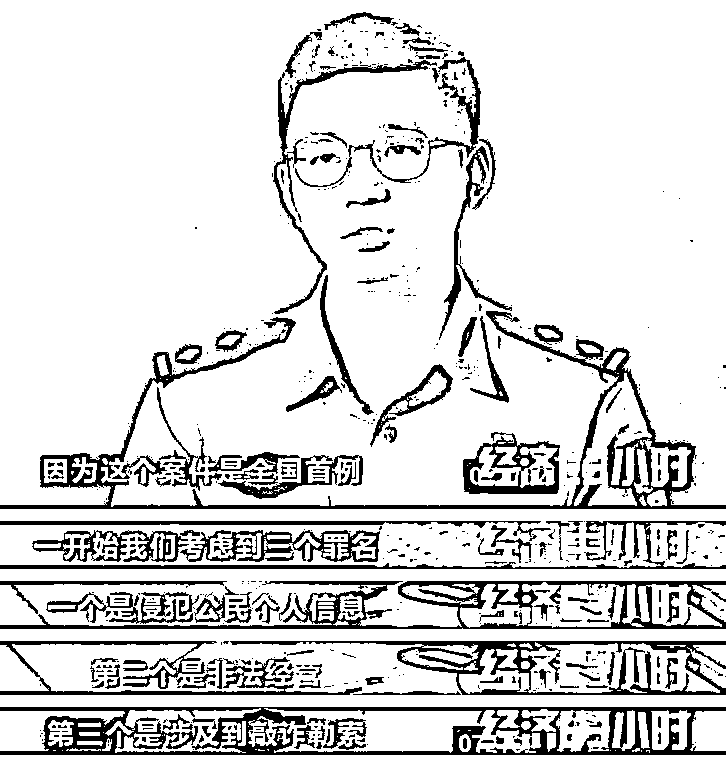 因为这个案件是全国首例
经济半小时
一开始我们考虑到三个罪名
经济半小时
一个是侵犯公民个人信息
经济半小时
第二个是非法经营
经济半小时
第三个是涉及到敲诈勒索
经济半小时